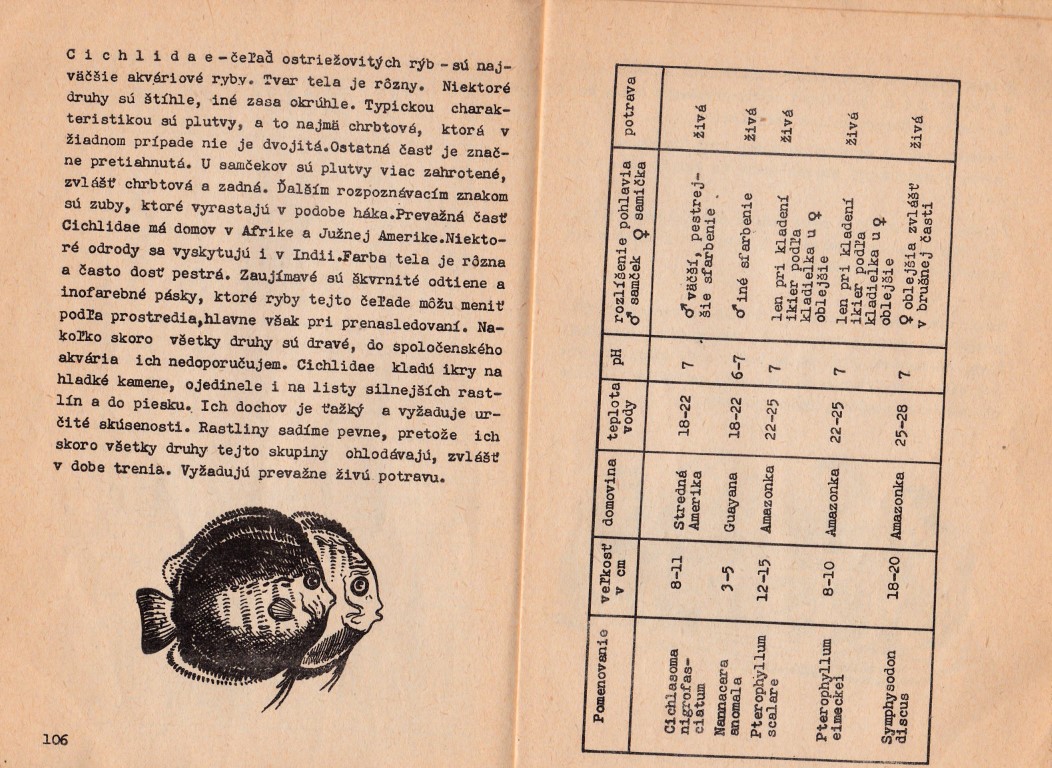 C i c h l i d a e - čeľaď ostriežovitých rýb - sú naj-
väčšie akváriové ryby. Tvar tela je rôzny. Niektoré
druhy sú štíhle, iné zasa okrúhle. Typickou charak-
teristikou sú plutvy, a to najmä chrbtová, ktorá v
žiadnom prípade nie je dvojitá.Ostatná časť je znač-
ne pretiahnutá. U samčekov sú plutvy viac zahrotené,
zvlášť chrbtová a zadná. Ďalším rozpoznávacím znakom
sú zuby, ktoré vyrastajú v podobe háka.Prevažná časť
Cichlidae má domov v Afrike a Južnej Amerike.Niekto-
ré odrody sa vyskytujú i v Indii.Farba tela je rôzna
a často dosť pestrá. Zaujímavé sú škvrnité odtiene a
inofarebné pásky, ktoré ryby tejto čeľade môžu meniť
podľa prostredia,hlavne však pri prenasledovaní. Na-
koľko skoro všetky druhy sú dravé, do spoločenského
akvária ich nedoporučujem. Cichlidae kladú ikry na
hladké kamene, ojedinele i na listy silnejších rast-
lín a do piesku. Ich dochov je ťažký a vyžaduje ur-
čité skúsenosti. Rastliny sadíme pevne, pretože ich
skoro všetky druhy tejto skupiny ohlodávajú, zvlášť
v dobe trenia. Vyžadujú prevažne živú potravu.
106
Pomenovanie veľkosť domovina teplota pH rozlíšenie pohlavia potrava
v cm vody ♂ samček ♀ samička
Cichlasoma 8-11 Stredná 18-22 7 ♂ väčší, pestrej- živá
nigrofas- Amerika šie sfarbenie
ciatum
Nannacara 3-5 Guayana 18-22 6-7 ♂ iné sfarbenie živá
anomala
Pterophyllum 12-15 Amazonka 22-25 7 len pri kladení živá
scalare ikier podľa
kladielka u ♀
oblejšie
Pterophyllum 8-10 Amazonka 22-25 7 len pri kladení živá
eimeckei ikier podľa
kladielka u ♀
oblejšie
Symphysodon 18-20 Amazonka 25-28 7 ♀ oblejšia zvlášť živá
discus v brušnej časti